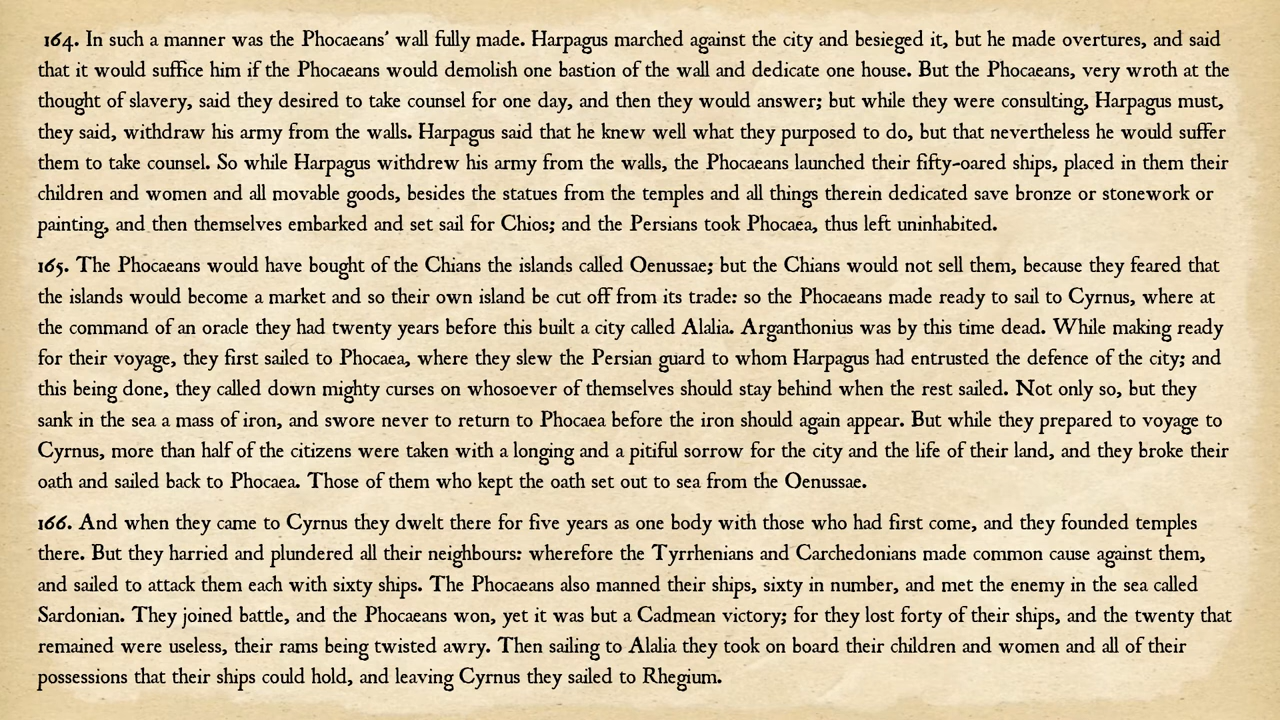 164. In such a manner was the Phocaeans' wall fully made. Harpagus marched against the city and besieged it, but he made overtures, and said
that it would suffice him if the Phocaeans would demolish one bastion of the wall and dedicate one house. But the Phocaeans, very wroth at the
thought of slavery, said they desired to take counsel for one day, and then they would answer; but while they were consulting, Harpagus must,
they said, withdraw his army from the walls. Harpagus said that he knew well what they purposed to do, but that nevertheless he would suffer
them to take counsel. So while Harpagus withdrew his army from the walls, the Phocaeans launched their fifty-oared ships, placed in them their
children and women and all movable goods, besides the statues from the temples and all things therein dedicated save bronze or stonework or
painting, and then themselves embarked and set sail for Chios; and the Persians took Phocaea, thus left uninhabited.
165. The Phocaeans would have bought of the Chians the islands called Oenussae; but the Chians would not sell them, because they feared that
the islands would become a market and so their own island be cut off from its trade: so the Phocaeans made ready to sail to Cyrnus, where at
the command of an oracle they had twenty years before this built a city called Alalia. Arganthonius was by this time dead. While making ready
for their voyage, they first sailed to Phocaea, where they slew the Persian guard to whom Harpagus had entrusted the defence of the city; and
this being done, they called down mighty curses on whosoever of themselves should stay behind when the rest sailed. Not only so, but they
sank in the sea a mass of iron, and swore never to return to Phocaea before the iron should again appear. But while they prepared to voyage to
Cyrnus, more than half of the citizens were taken with a longing and a pitiful sorrow for the city and the life of their land, and they broke their
oath and sailed back to Phocaea. Those of them who kept the oath set out to sea from the Oenussae.
166. And when they came to Cyrnus they dwelt there for five years as one body with those who had first come, and they founded temples
there. But they harried and plundered all their neighbours: wherefore the Tyrrhenians and Carchedonians made common cause against them,
and sailed to attack them each with sixty ships. The Phocaeans also manned their ships, sixty in number, and met the enemy in the sea called
Sardonian. They joined battle, and the Phocaeans won, yet it was but a Cadmean victory; for they lost forty of their ships, and the twenty that
remained were useless, their rams being twisted awry. Then sailing to Alalia they took on board their children and women and all of their
possessions that their ships could hold, and leaving Cyrnus they sailed to Rhegium.